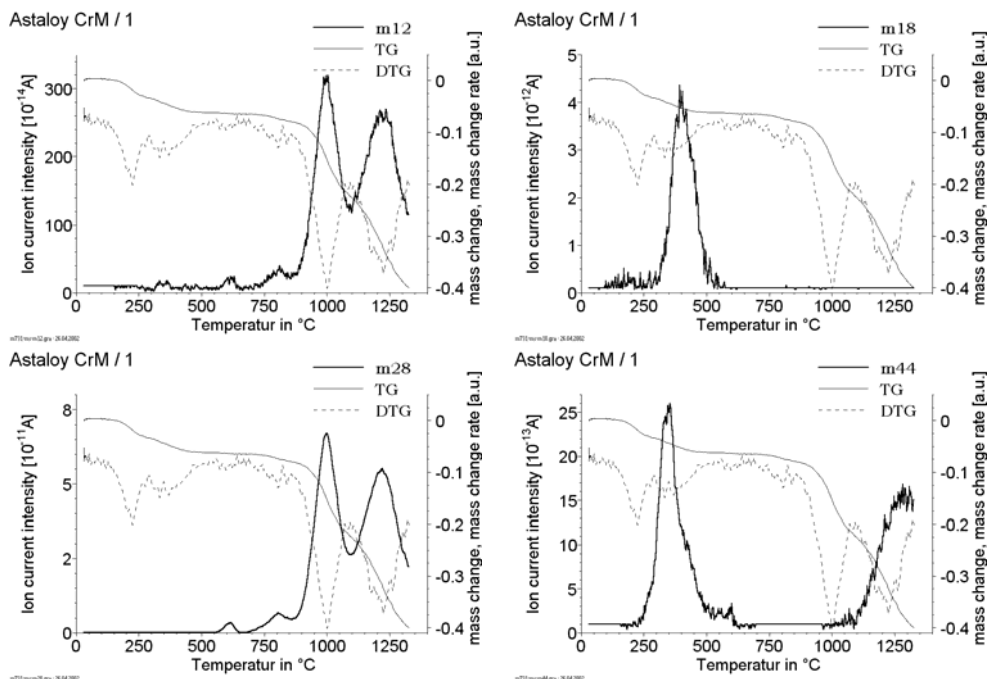 Astaloy CrM / 1
m12
TG
DTG
Ion current intensity [10⁻¹⁴A]
300
200
100
0
0
-0.1
-0.2
-0.3
-0.4
mass change, mass change rate [a.u.]
0 250 500 750 1000 1250
Temperatur in °C
Astaloy CrM / 1
m18
TG
DTG
Ion current intensity [10⁻¹²A]
5
4
3
2
1
0
0
-0.1
-0.2
-0.3
-0.4
mass change, mass change rate [a.u.]
0 250 500 750 1000 1250
Temperatur in °C
Astaloy CrM / 1
m28
TG
DTG
Ion current intensity [10⁻¹¹A]
8
5
2
0
0
-0.1
-0.2
-0.3
-0.4
mass change, mass change rate [a.u.]
0 250 500 750 1000 1250
Temperatur in °C
Astaloy CrM / 1
m44
TG
DTG
Ion current intensity [10⁻¹³A]
25
20
15
10
5
0
0
-0.1
-0.2
-0.3
-0.4
mass change, mass change rate [a.u.]
0 250 500 750 1000 1250
Temperatur in °C